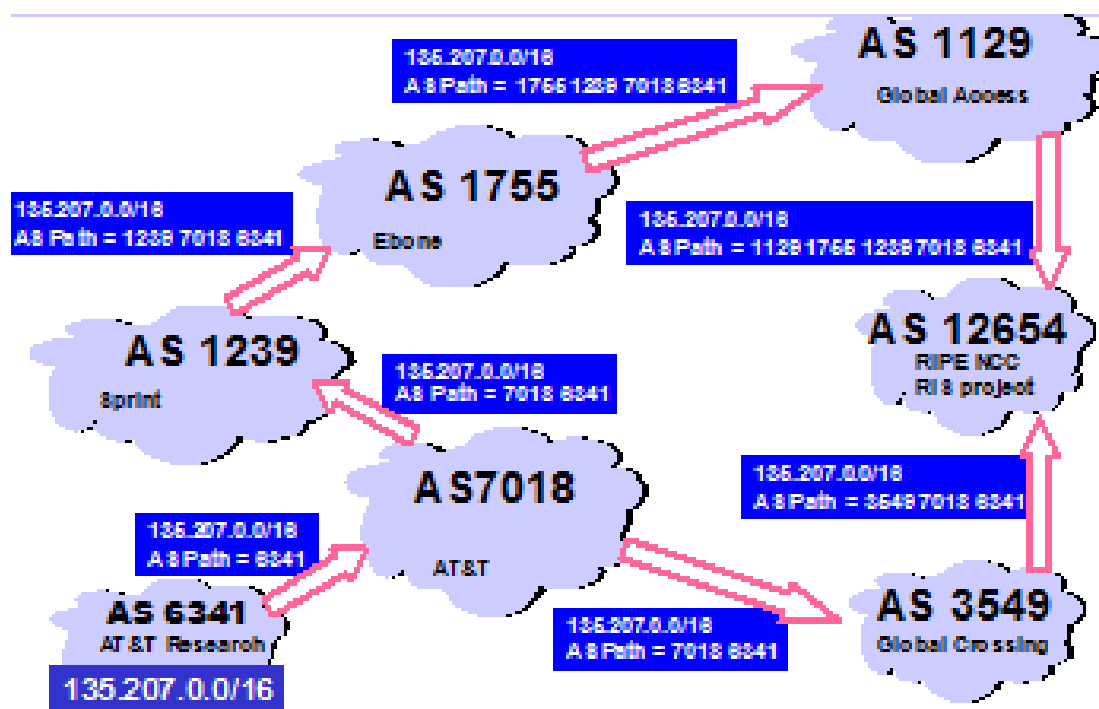 135.207.0.0/16
AS Path = 1755 1239 7018 6341
AS 1129
Global Access
AS 1755
Ebone
135.207.0.0/16
AS Path = 1239 7018 6341
135.207.0.0/16
AS Path = 1129 1755 1239 7018 6341
AS 1239
Sprint
AS 12654
RIPE NCC
RIS project
135.207.0.0/16
AS Path = 7018 6341
AS7018
AT&T
135.207.0.0/16
AS Path = 3549 7018 6341
135.207.0.0/16
AS Path = 6341
AS 6341
AT&T Research
135.207.0.0/16
135.207.0.0/16
AS Path = 7018 6341
AS 3549
Global Crossing